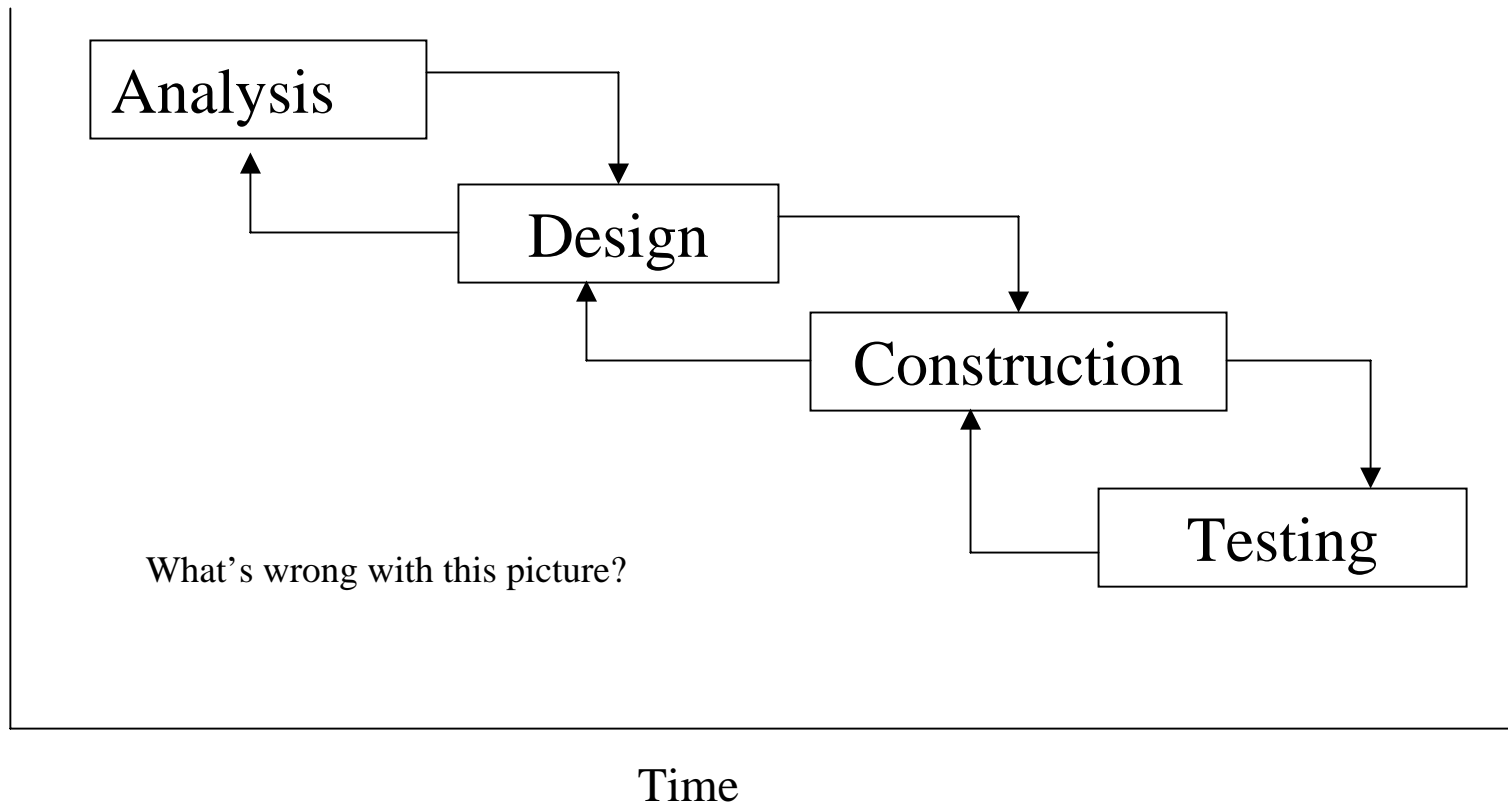 Analysis
Design
Construction
Testing
What’s wrong with this picture?
Time